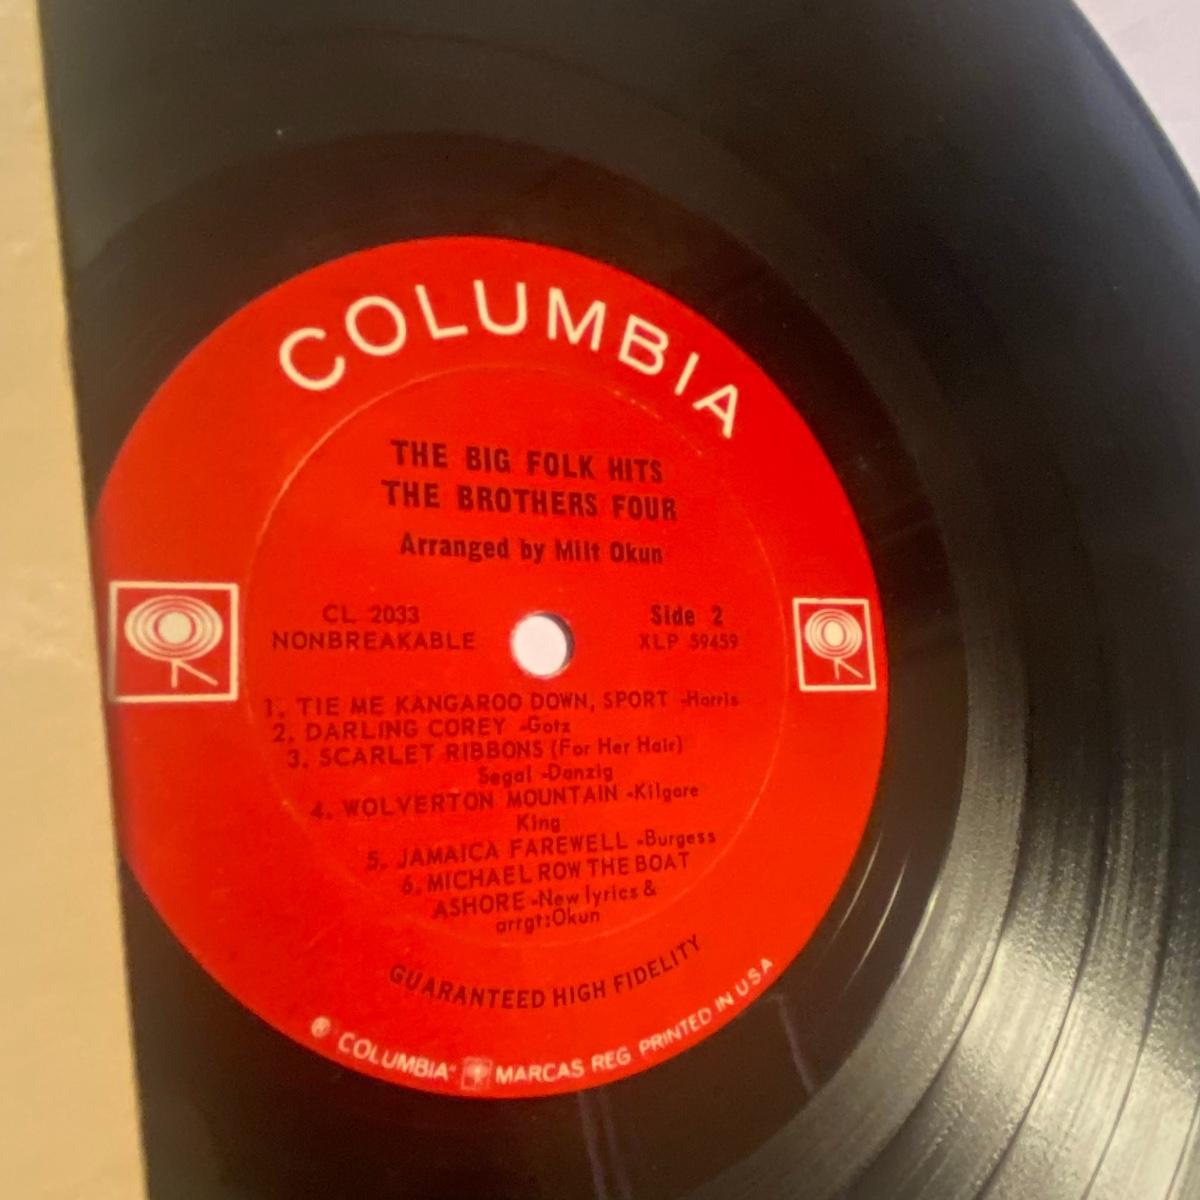 COLUMBIA
THE BIG FOLK HITS
THE BROTHERS FOUR
Arranged by Milt Okun
CL 2033
NONBREAKABLE
Side 2
XLP 59459
1. TIE ME KANGAROO DOWN, SPORT -Harris
2. DARLING COREY -Gotz
3. SCARLET RIBBONS (For Her Hair)
Segal -Danzig
4. WOLVERTON MOUNTAIN -Kilgore
King
5. JAMAICA FAREWELL -Burgess
6. MICHAEL ROW THE BOAT
ASHORE -New lyrics &
arrgt: Okun
GUARANTEED HIGH FIDELITY
® COLUMBIA MARCAS REG. PRINTED IN U S A